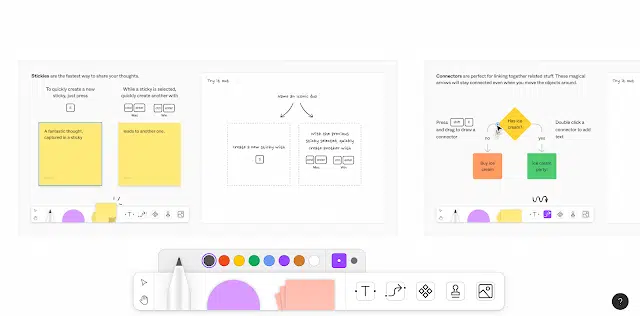 Stickies are the fastest way to share your thoughts.
To quickly create a new
sticky, just press
S
While a sticky is selected,
quickly create another with
Mac
Win
A fantastic thought,
captured in a sticky
leads to another one.
T
Try it out
Name an iconic duo
Create a new sticky with
S
With the previous
sticky selected, quickly
create another with
Mac
Win
Connectors are perfect for linking together related stuff. These magical
arrows will stay connected even when you move the objects around.
Press
and drag to draw a
connector
Has ice
cream?
Double click a
connector to add
text
no
yes
Buy ice
cream!
Ice cream
party!
T
Try it out
T
?